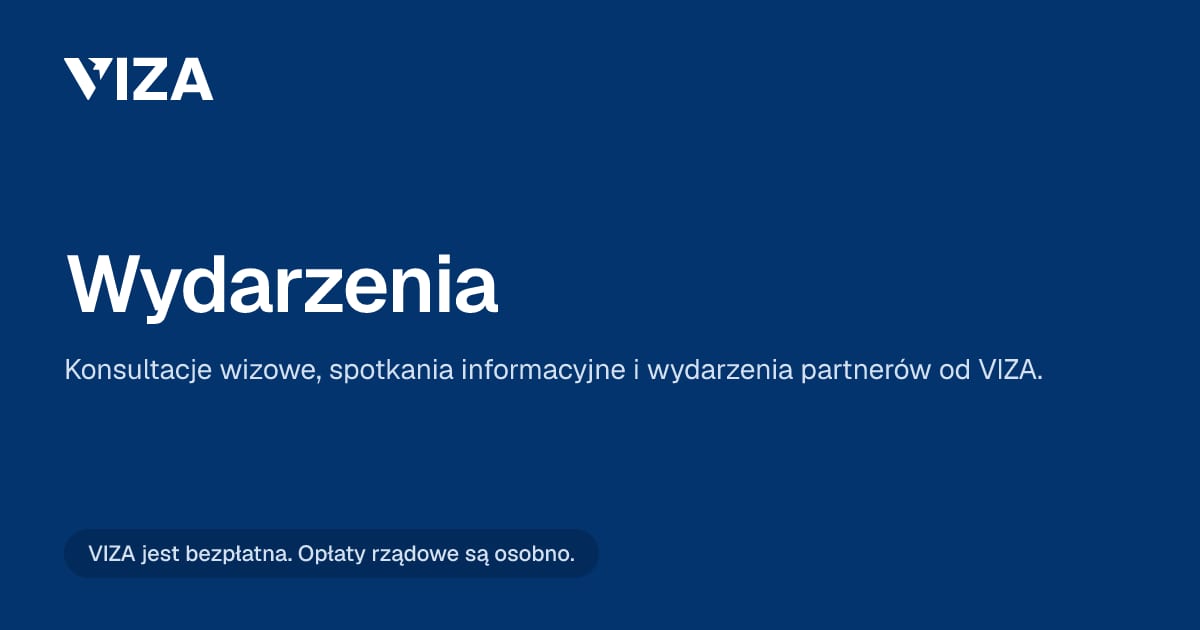 VIZA
Wydarzenia
Konsultacje wizowe, spotkania informacyjne i wydarzenia partnerów od VIZA.
VIZA jest bezpłatna. Opłaty rządowe są osobno.